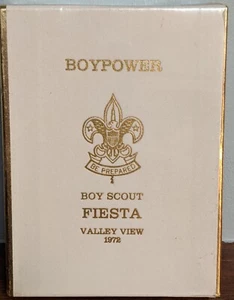 BOYPOWER
BE PREPARED
BOY SCOUT
FIESTA
VALLEY VIEW
1972